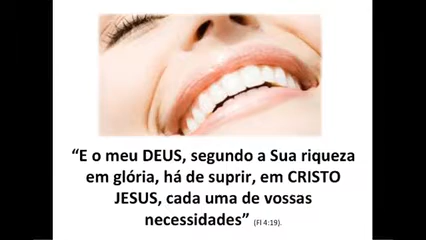 “E o meu DEUS, segundo a Sua riqueza
em glória, há de suprir, em CRISTO
JESUS, cada uma de vossas
necessidades” (Fl 4:19).